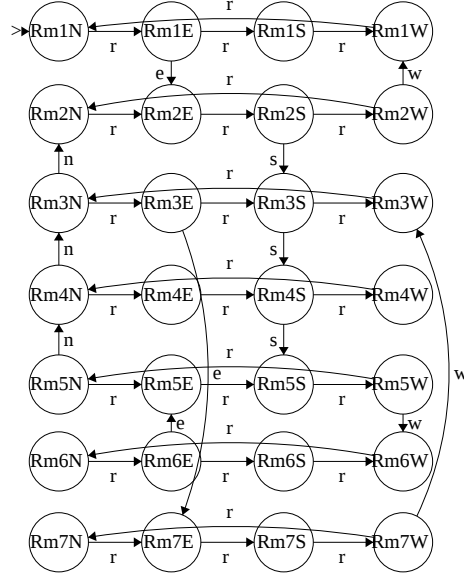 r
> Rm1N Rm1E Rm1S Rm1W
r r r
e r w
Rm2N Rm2E Rm2S Rm2W
r r r
n s
r
Rm3N Rm3E Rm3S Rm3W
r r r
n s
r
Rm4N Rm4E Rm4S Rm4W
r r r
n s
r
Rm5N Rm5E Rm5S Rm5W
e w
r r r
e r w
Rm6N Rm6E Rm6S Rm6W
r r r
r
Rm7N Rm7E Rm7S Rm7W
r r r